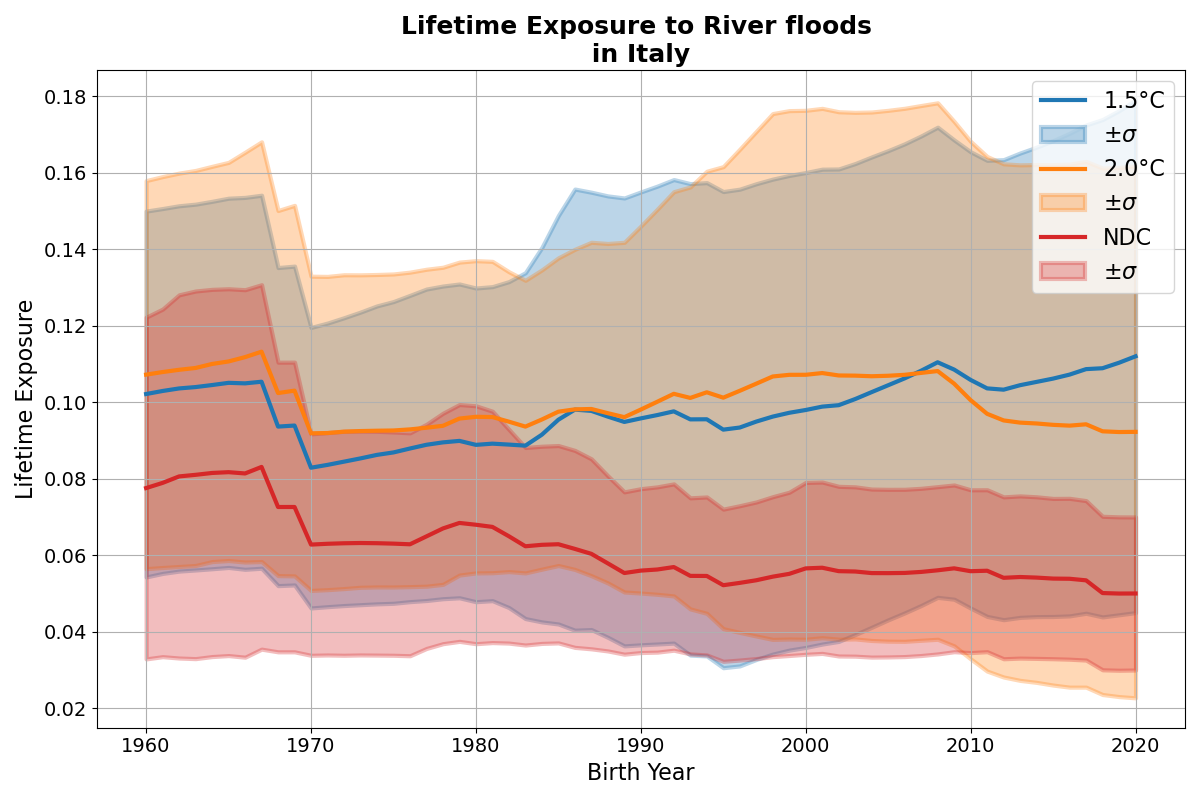 Lifetime Exposure to River floods
in Italy
0.18
0.16
0.14
0.12
0.10
0.08
0.06
0.04
0.02
Lifetime Exposure
1960
1970
1980
1990
2000
2010
2020
Birth Year
1.5°C
±σ
2.0°C
±σ
NDC
±σ